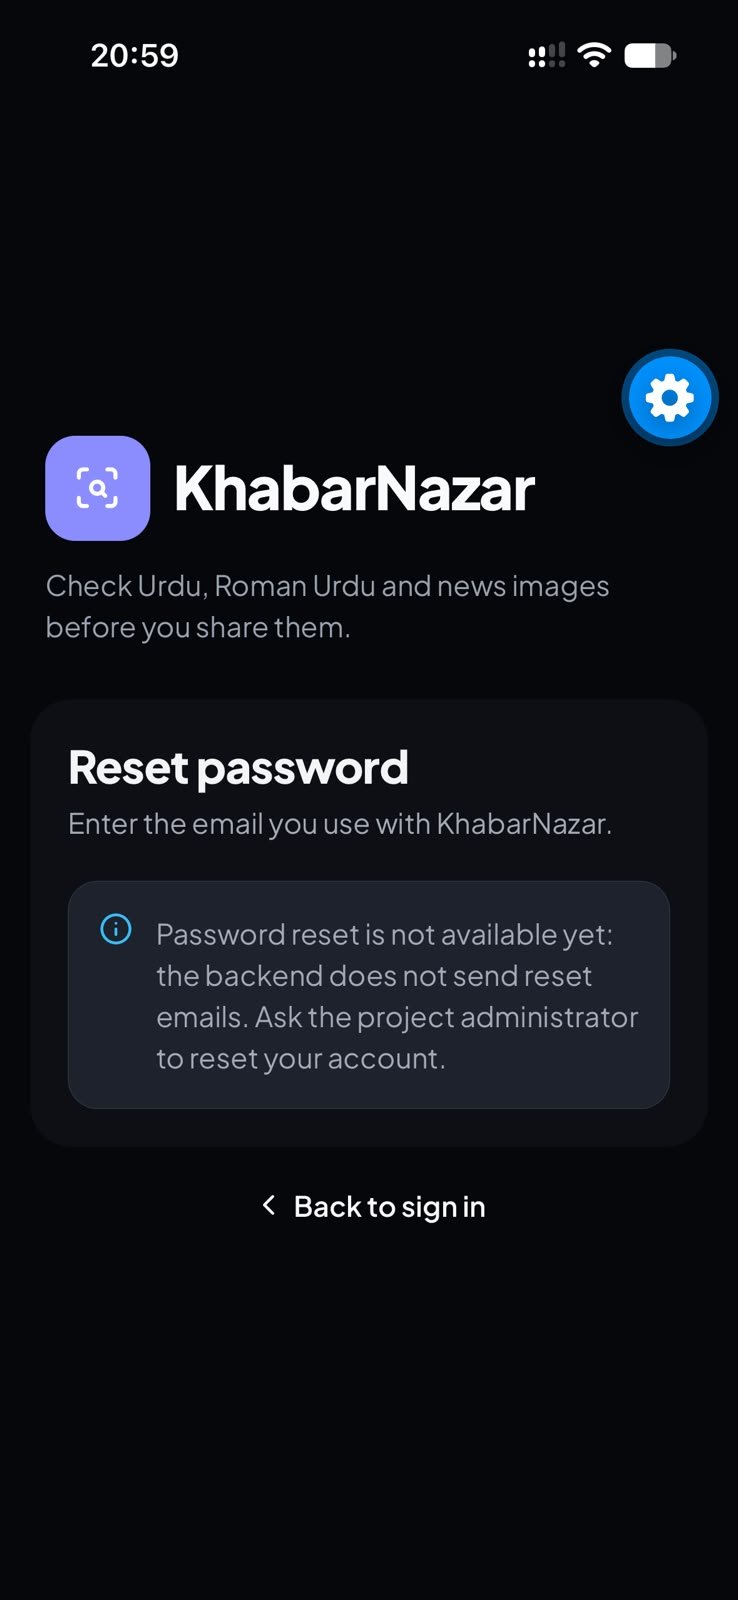 20:59
KhabarNazar
Check Urdu, Roman Urdu and news images
before you share them.
Reset password
Enter the email you use with KhabarNazar.
Password reset is not available yet:
the backend does not send reset
emails. Ask the project administrator
to reset your account.
Back to sign in